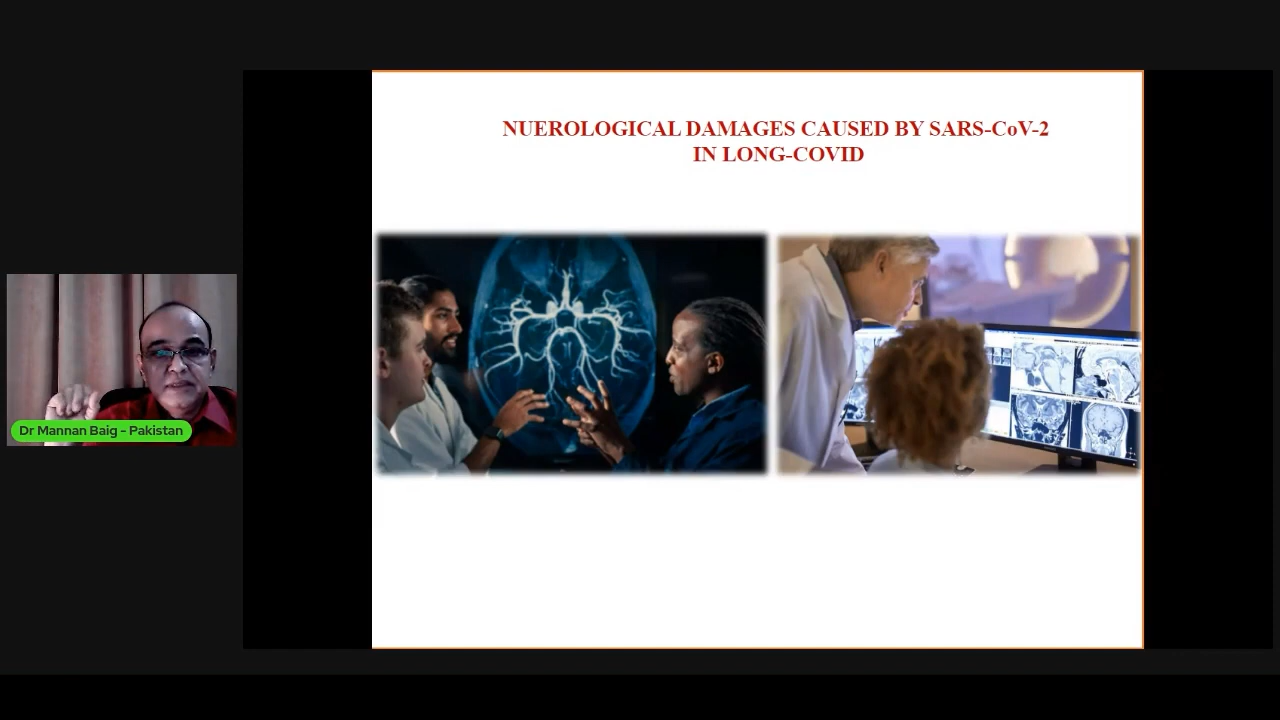 NUEROLOGICAL DAMAGES CAUSED BY SARS-CoV-2
IN LONG-COVID
Dr Mannan Baig - Pakistan